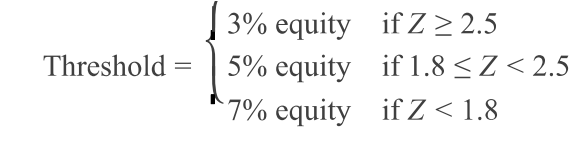 3% equity if Z ≥ 2.5
Threshold = { 5% equity if 1.8 ≤ Z < 2.5
7% equity if Z < 1.8